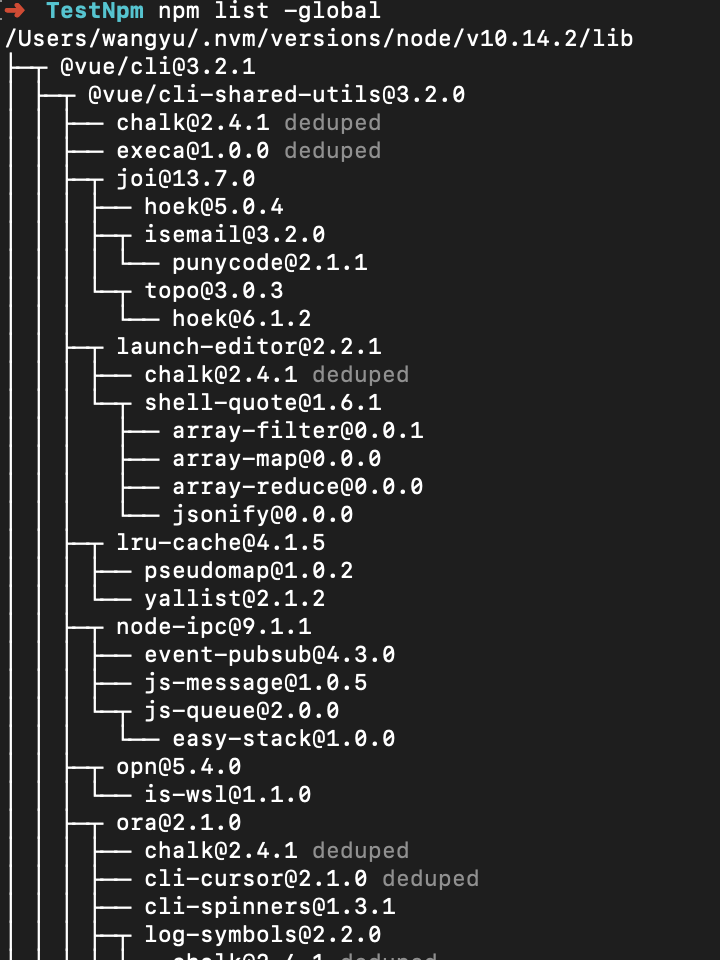 ➜ TestNpm npm list -global
/Users/wangyu/.nvm/versions/node/v10.14.2/lib
├─┬ @vue/cli@3.2.1
│ ├─┬ @vue/cli-shared-utils@3.2.0
│ │ ├── chalk@2.4.1 deduped
│ │ ├── execa@1.0.0 deduped
│ │ ├─┬ joi@13.7.0
│ │ │ ├── hoek@5.0.4
│ │ │ ├─┬ isemail@3.2.0
│ │ │ │ └── punycode@2.1.1
│ │ │ └─┬ topo@3.0.3
│ │ │   └── hoek@6.1.2
│ │ ├─┬ launch-editor@2.2.1
│ │ │ ├── chalk@2.4.1 deduped
│ │ │ └─┬ shell-quote@1.6.1
│ │ │   ├── array-filter@0.0.1
│ │ │   ├── array-map@0.0.0
│ │ │   ├── array-reduce@0.0.0
│ │ │   └── jsonify@0.0.0
│ │ ├─┬ lru-cache@4.1.5
│ │ │ ├── pseudomap@1.0.2
│ │ │ └── yallist@2.1.2
│ │ ├─┬ node-ipc@9.1.1
│ │ │ ├── event-pubsub@4.3.0
│ │ │ ├── js-message@1.0.5
│ │ │ └─┬ js-queue@2.0.0
│ │ │   └── easy-stack@1.0.0
│ │ ├─┬ opn@5.4.0
│ │ │ └── is-wsl@1.1.0
│ │ ├─┬ ora@2.1.0
│ │ │ ├── chalk@2.4.1 deduped
│ │ │ ├── cli-cursor@2.1.0 deduped
│ │ │ ├── cli-spinners@1.3.1
│ │ │ ├─┬ log-symbols@2.2.0
│ │ │ │ └── chalk@2.4.1 deduped